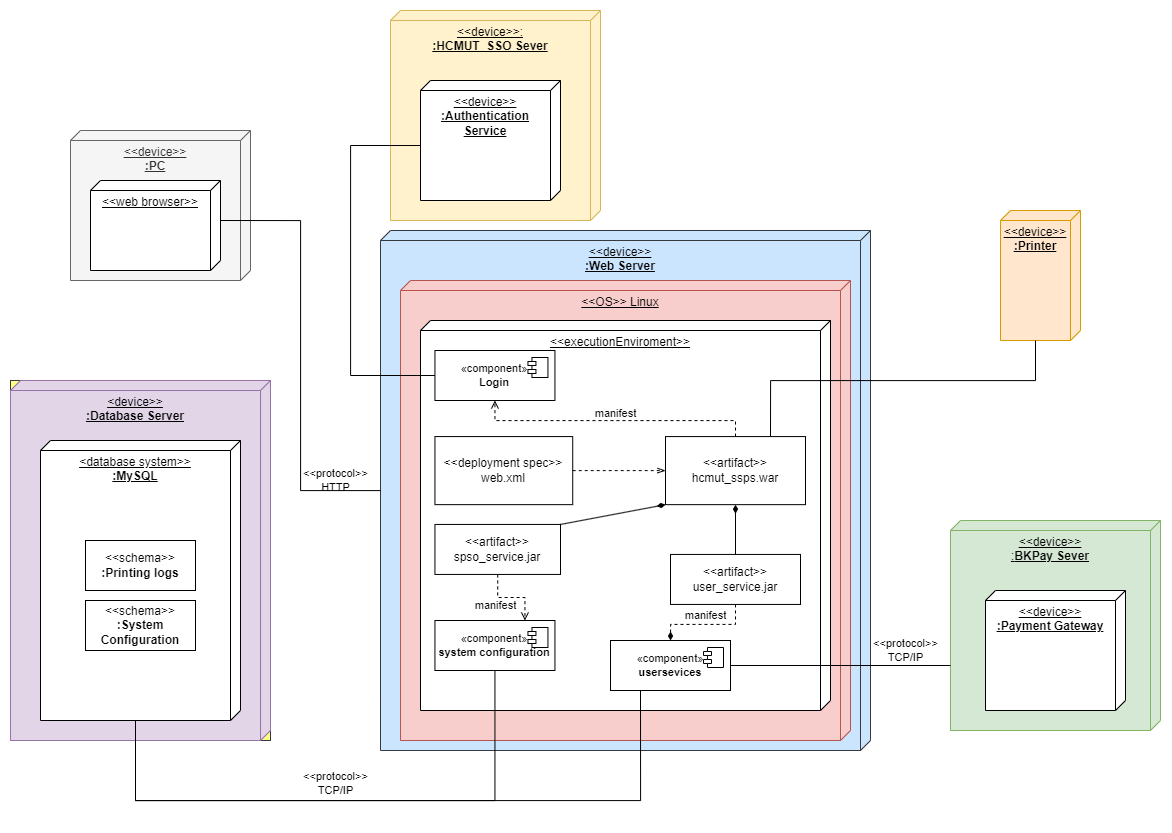 <<device>>:
:HCMUT_SSO Sever
<<device>>
:Authentication
Service
<<device>>
:PC
<<web browser>>
<<device>>
:Printer
<<device>>
:Web Server
<<OS>> Linux
<<executionEnviroment>>
«component»
Login
manifest
<<deployment spec>>
web.xml
<<artifact>>
hcmut_ssps.war
<<artifact>>
spso_service.jar
<<artifact>>
user_service.jar
manifest
manifest
«component»
system configuration
«component»
usersevices
<device>>
:Database Server
<database system>>
:MySQL
<<schema>>
:Printing logs
<<schema>>
:System
Configuration
<<protocol>>
HTTP
<<device>>
:BKPay Sever
<<device>>
:Payment Gateway
<<protocol>>
TCP/IP
<<protocol>>
TCP/IP